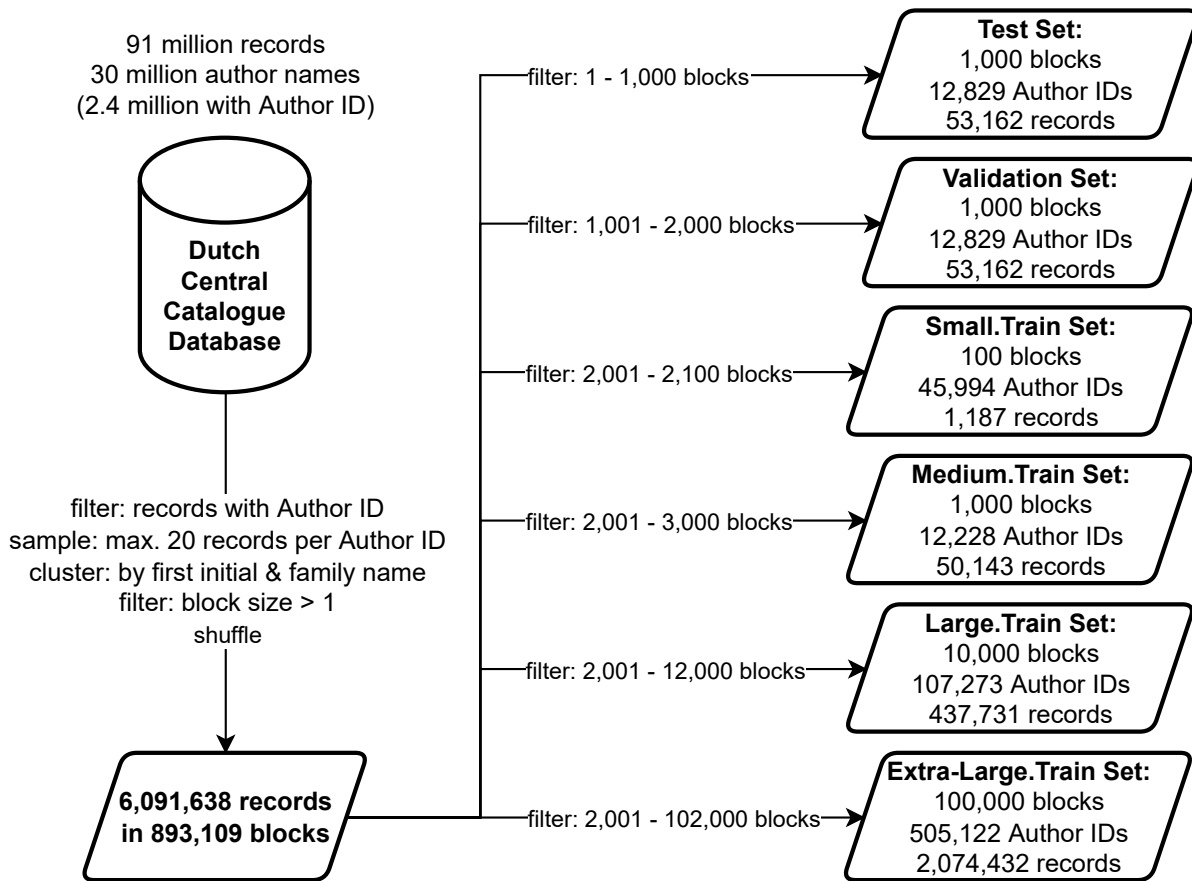 91 million records
30 million author names
(2.4 million with Author ID)
Dutch
Central
Catalogue
Database
filter: records with Author ID
sample: max. 20 records per Author ID
cluster: by first initial & family name
filter: block size > 1
shuffle
6,091,638 records
in 893,109 blocks
filter: 1 - 1,000 blocks
Test Set:
1,000 blocks
12,829 Author IDs
53,162 records
filter: 1,001 - 2,000 blocks
Validation Set:
1,000 blocks
12,829 Author IDs
53,162 records
filter: 2,001 - 2,100 blocks
Small.Train Set:
100 blocks
45,994 Author IDs
1,187 records
filter: 2,001 - 3,000 blocks
Medium.Train Set:
1,000 blocks
12,228 Author IDs
50,143 records
filter: 2,001 - 12,000 blocks
Large.Train Set:
10,000 blocks
107,273 Author IDs
437,731 records
filter: 2,001 - 102,000 blocks
Extra-Large.Train Set:
100,000 blocks
505,122 Author IDs
2,074,432 records